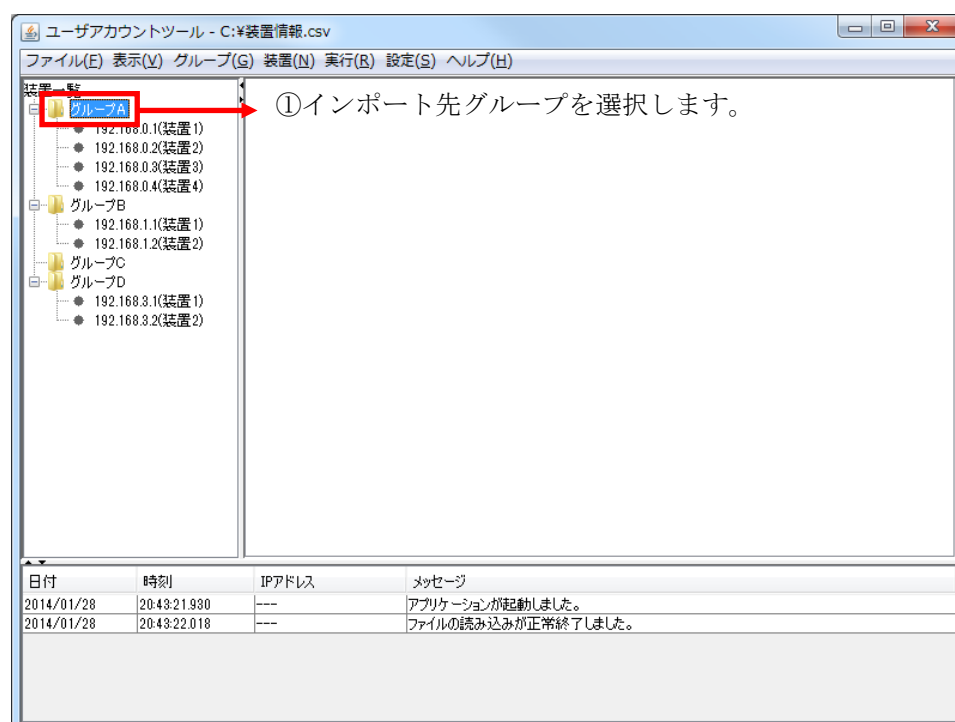 ユーザアカウントツール - C:¥装置情報.csv
ファイル(F) 表示(V) グループ(G) 装置(N) 実行(R) 設定(S) ヘルプ(H)
装置一覧
グループA
①インポート先グループを選択します。
192.168.0.1(装置1)
192.168.0.2(装置2)
192.168.0.3(装置3)
192.168.0.4(装置4)
グループB
192.168.1.1(装置1)
192.168.1.2(装置2)
グループC
グループD
192.168.3.1(装置1)
192.168.3.2(装置2)
日付 時刻 IPアドレス メッセージ
2014/01/28 20:43:21.930 --- アプリケーションが起動しました。
2014/01/28 20:43:22.018 --- ファイルの読み込みが正常終了しました。